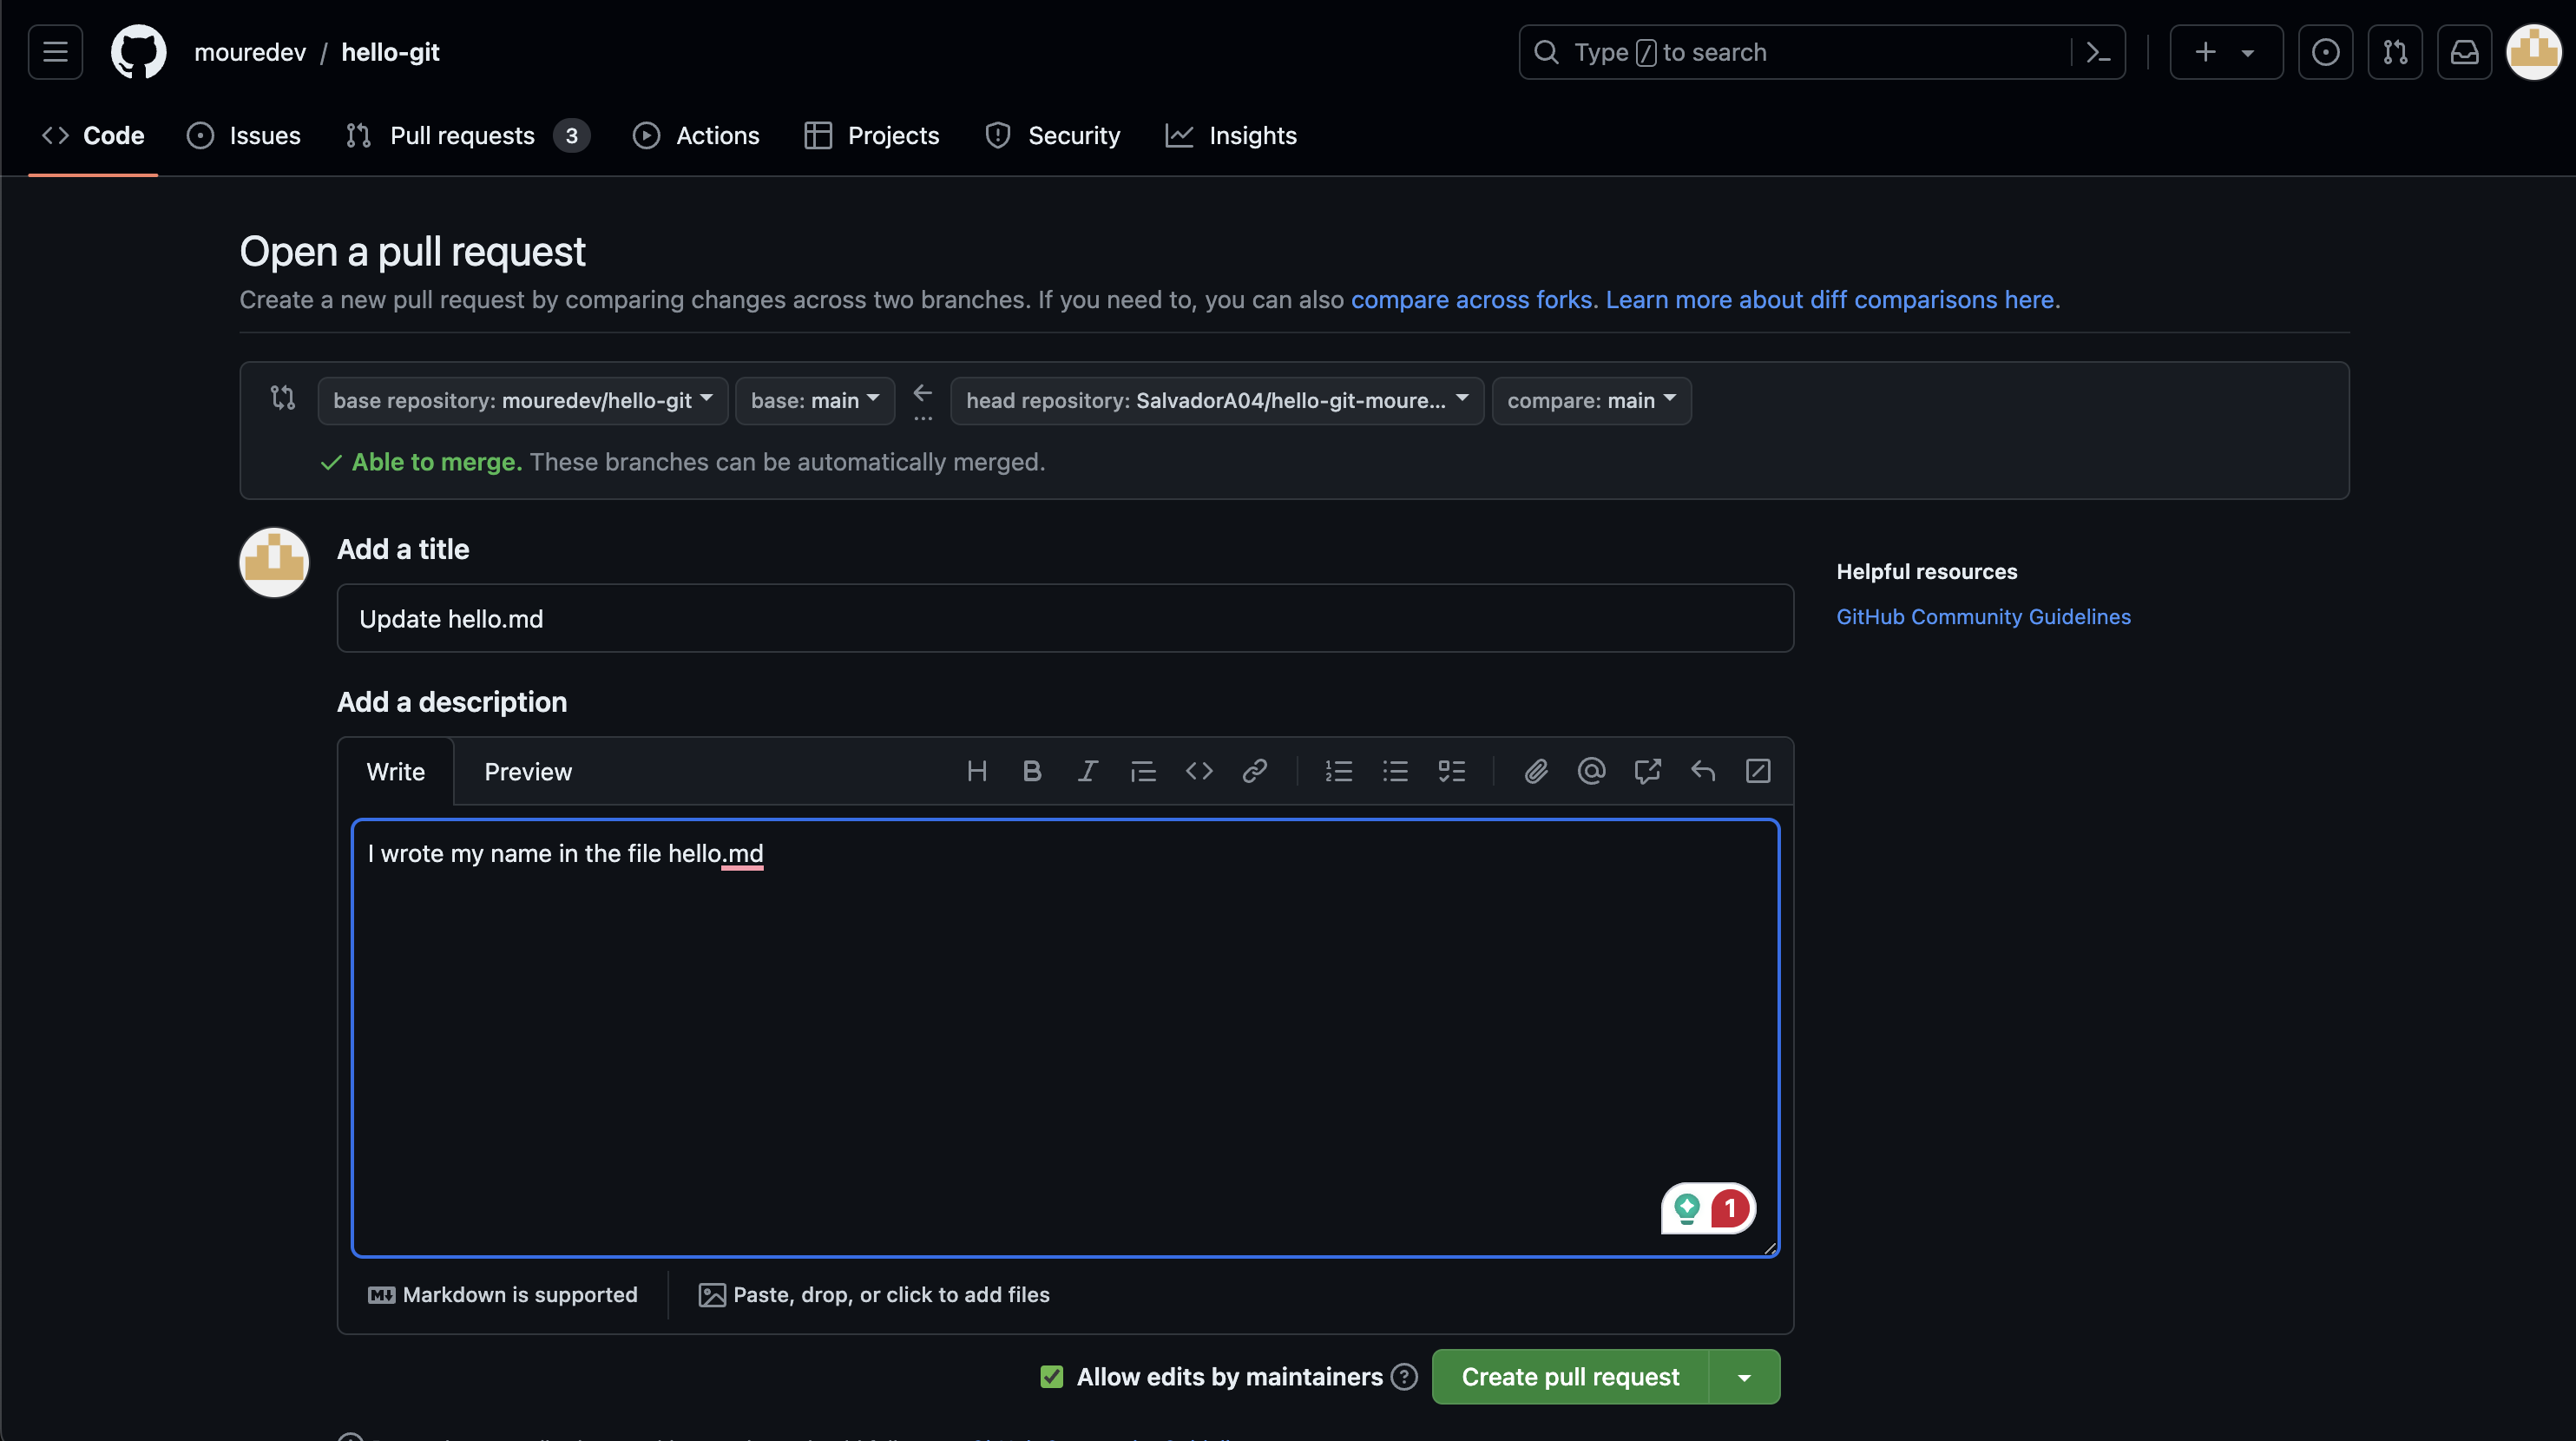 mouredev / hello-git
Type / to search
Code Issues Pull requests 3 Actions Projects Security Insights
Open a pull request
Create a new pull request by comparing changes across two branches. If you need to, you can also compare across forks. Learn more about diff comparisons here.
base repository: mouredev/hello-git base: main head repository: SalvadorA04/hello-git-moure... compare: main
Able to merge. These branches can be automatically merged.
Add a title
Helpful resources
Update hello.md
GitHub Community Guidelines
Add a description
Write Preview
I wrote my name in the file hello.md
1
Markdown is supported Paste, drop, or click to add files
Allow edits by maintainers Create pull request